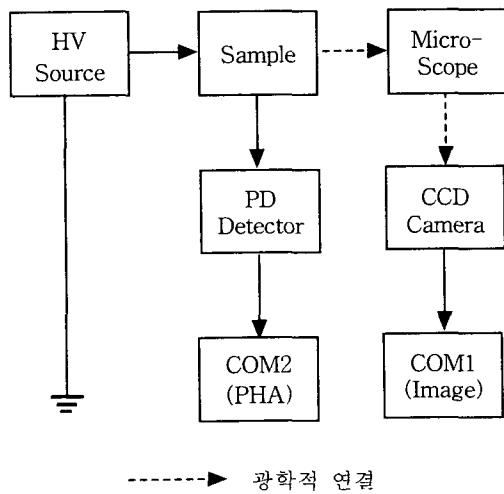 HV
Source
Sample
Micro-
Scope
PD
Detector
CCD
Camera
COM2
(PHA)
COM1
(Image)
광학적 연결